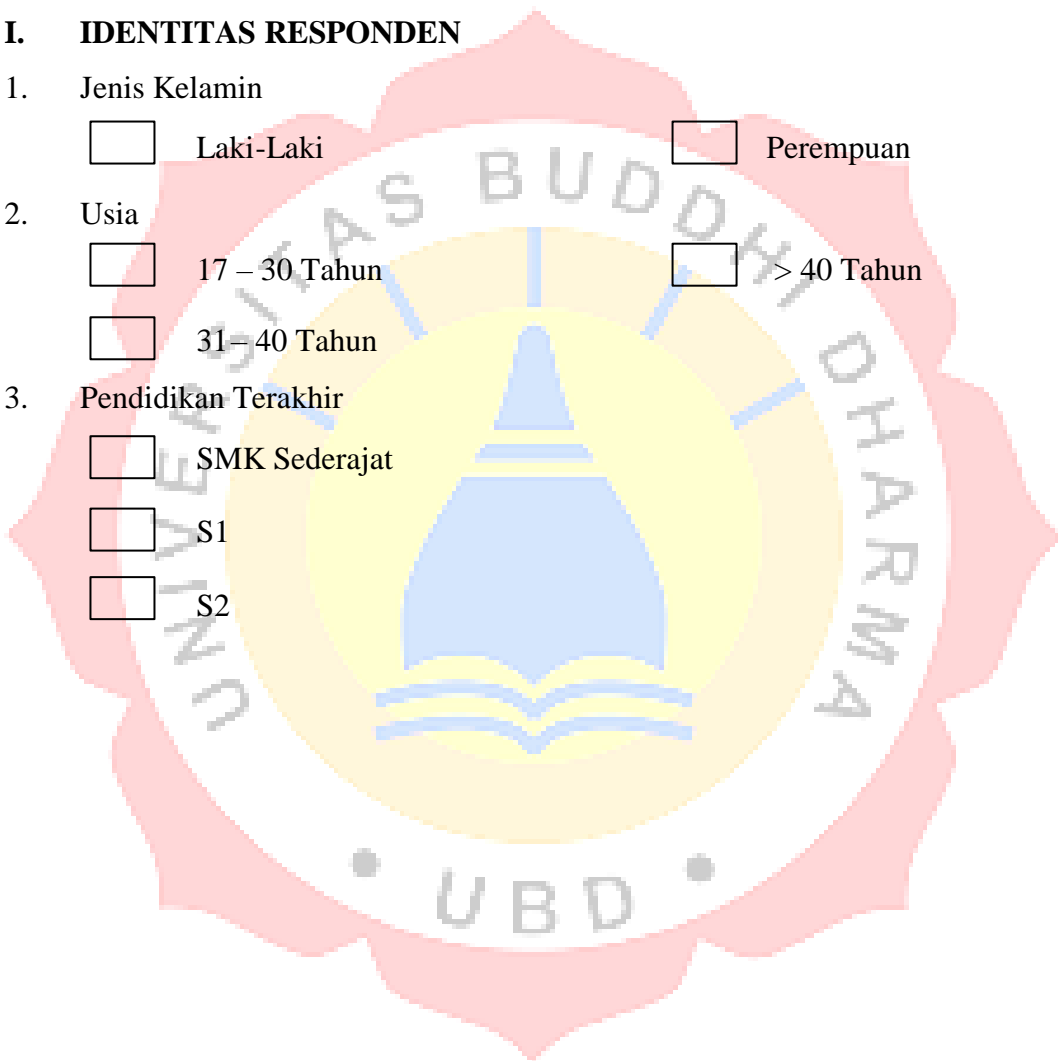 I. IDENTITAS RESPONDEN
1. Jenis Kelamin
Laki-Laki Perempuan
2. Usia
17 – 30 Tahun > 40 Tahun
31– 40 Tahun
3. Pendidikan Terakhir
SMK Sederajat
S1
S2
UNIVERSITAS BUDDHI DHARMA
• UBD •